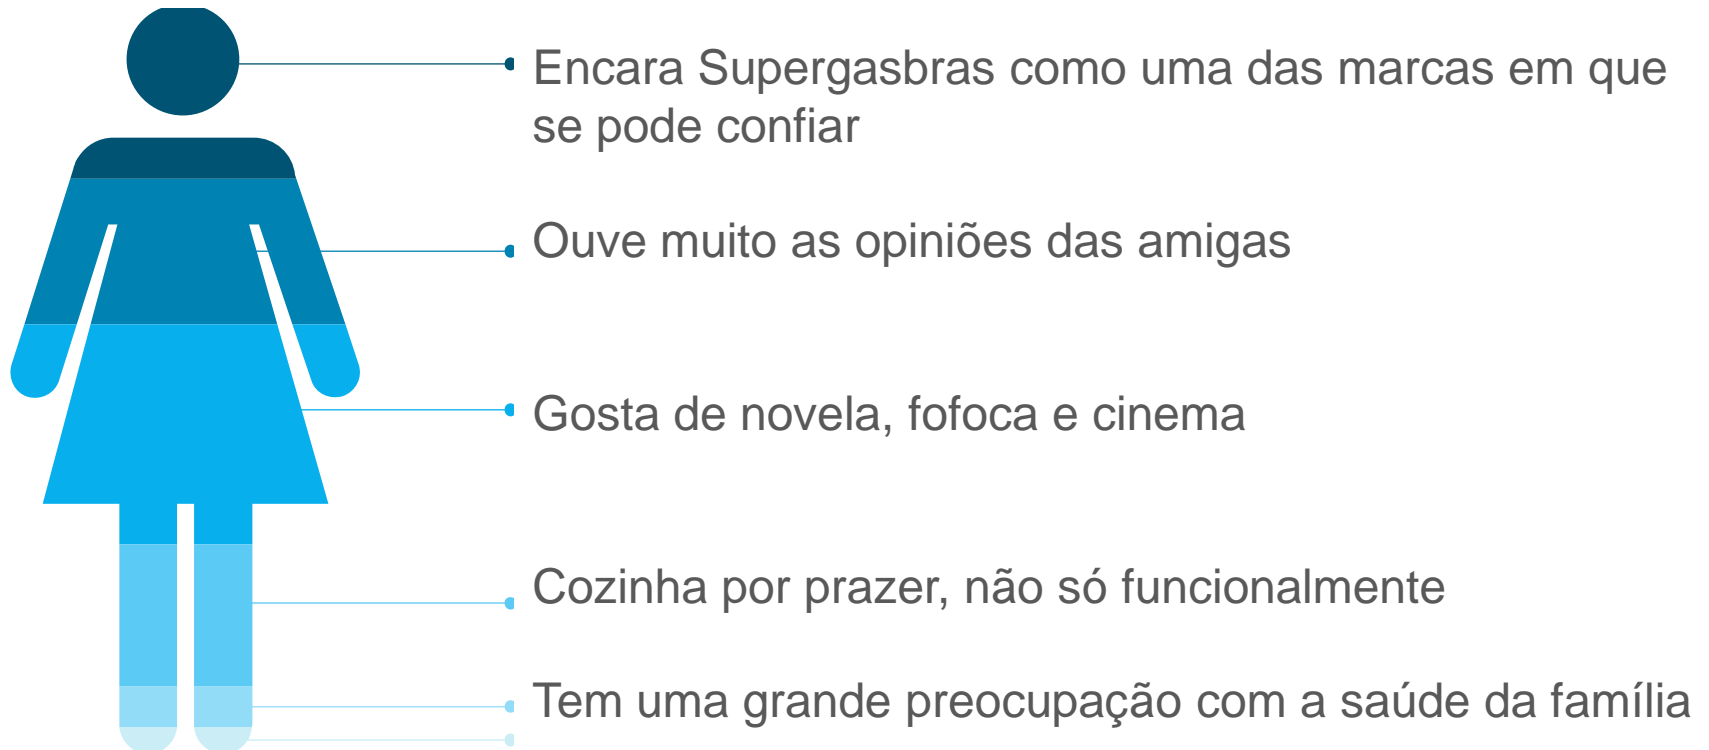 Encara Supergasbras como uma das marcas em que
se pode confiar
Ouve muito as opiniões das amigas
Gosta de novela, fofoca e cinema
Cozinha por prazer, não só funcionalmente
Tem uma grande preocupação com a saúde da família